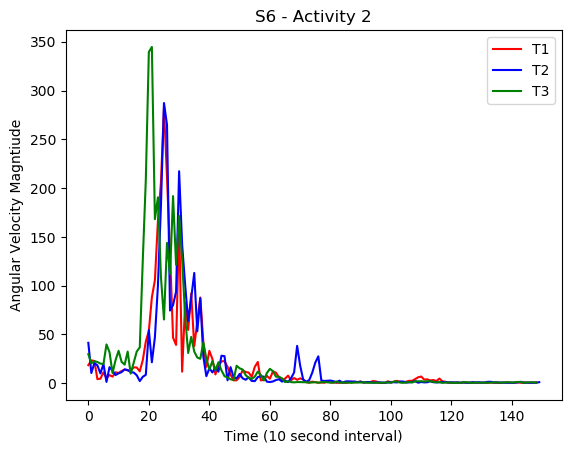 S6 - Activity 2
T1
T2
T3
350
300
250
200
150
100
50
0
Angular Velocity Magntiude
0 20 40 60 80 100 120 140
Time (10 second interval)